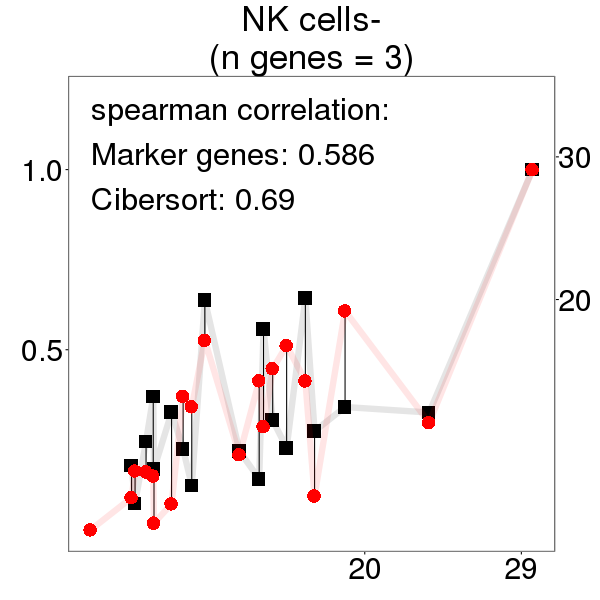 NK cells-
(n genes = 3)
spearman correlation:
Marker genes: 0.586
Cibersort: 0.69
1.0
0.5
30
20
20
29